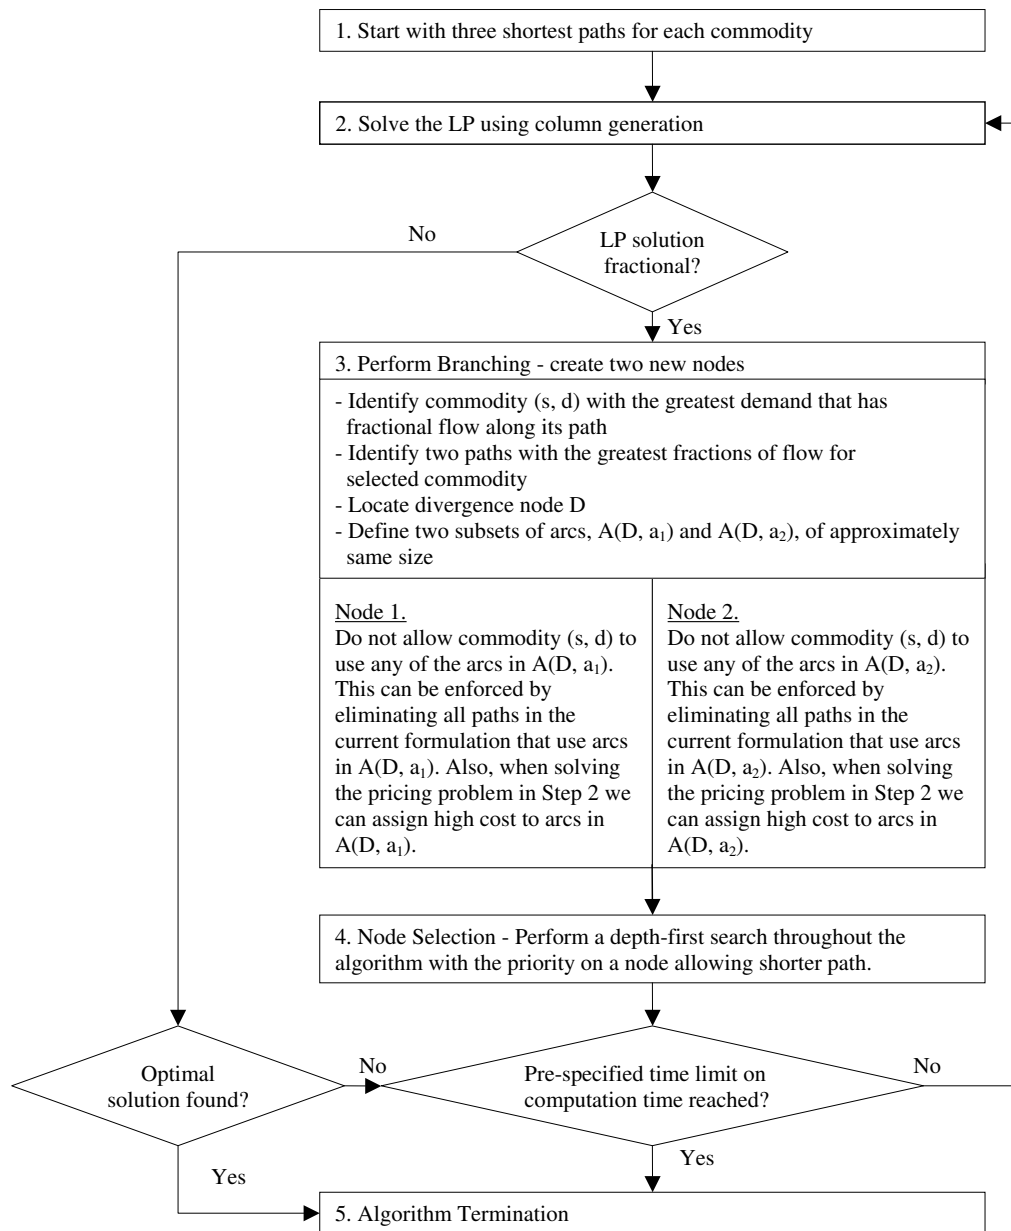 1. Start with three shortest paths for each commodity
2. Solve the LP using column generation
No
LP solution
fractional?
Yes
3. Perform Branching - create two new nodes
- Identify commodity (s, d) with the greatest demand that has
fractional flow along its path
- Identify two paths with the greatest fractions of flow for
selected commodity
- Locate divergence node D
- Define two subsets of arcs, A(D, a₁) and A(D, a₂), of approximately
same size
Node 1.
Do not allow commodity (s, d) to
use any of the arcs in A(D, a₁).
This can be enforced by
eliminating all paths in the
current formulation that use arcs
in A(D, a₁). Also, when solving
the pricing problem in Step 2 we
can assign high cost to arcs in
A(D, a₁).
Node 2.
Do not allow commodity (s, d) to
use any of the arcs in A(D, a₂).
This can be enforced by
eliminating all paths in the
current formulation that use arcs
in A(D, a₂). Also, when solving
the pricing problem in Step 2 we
can assign high cost to arcs in
A(D, a₂).
4. Node Selection - Perform a depth-first search throughout the
algorithm with the priority on a node allowing shorter path.
Optimal
solution found?
No
Pre-specified time limit on
computation time reached?
No
Yes
Yes
5. Algorithm Termination